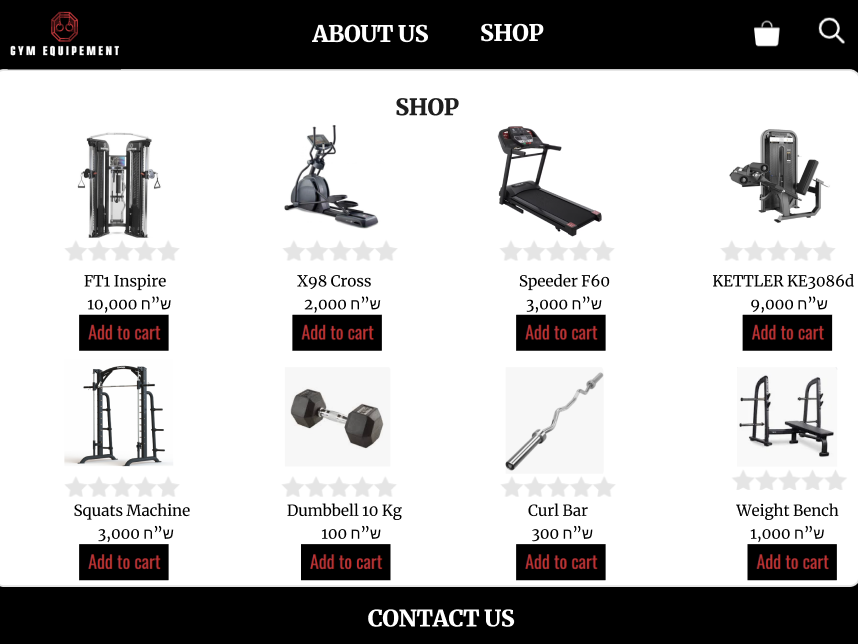 GYM EQUIPEMENT
ABOUT US
SHOP
SHOP
FT1 Inspire
X98 Cross
Speeder F60
KETTLER KE3086d
10,000 ש”ח
2,000 ש”ח
3,000 ש”ח
9,000 ש”ח
Add to cart
Add to cart
Add to cart
Add to cart
Squats Machine
Dumbbell 10 Kg
Curl Bar
Weight Bench
3,000 ש”ח
100 ש”ח
300 ש”ח
1,000 ש”ח
Add to cart
Add to cart
Add to cart
Add to cart
CONTACT US